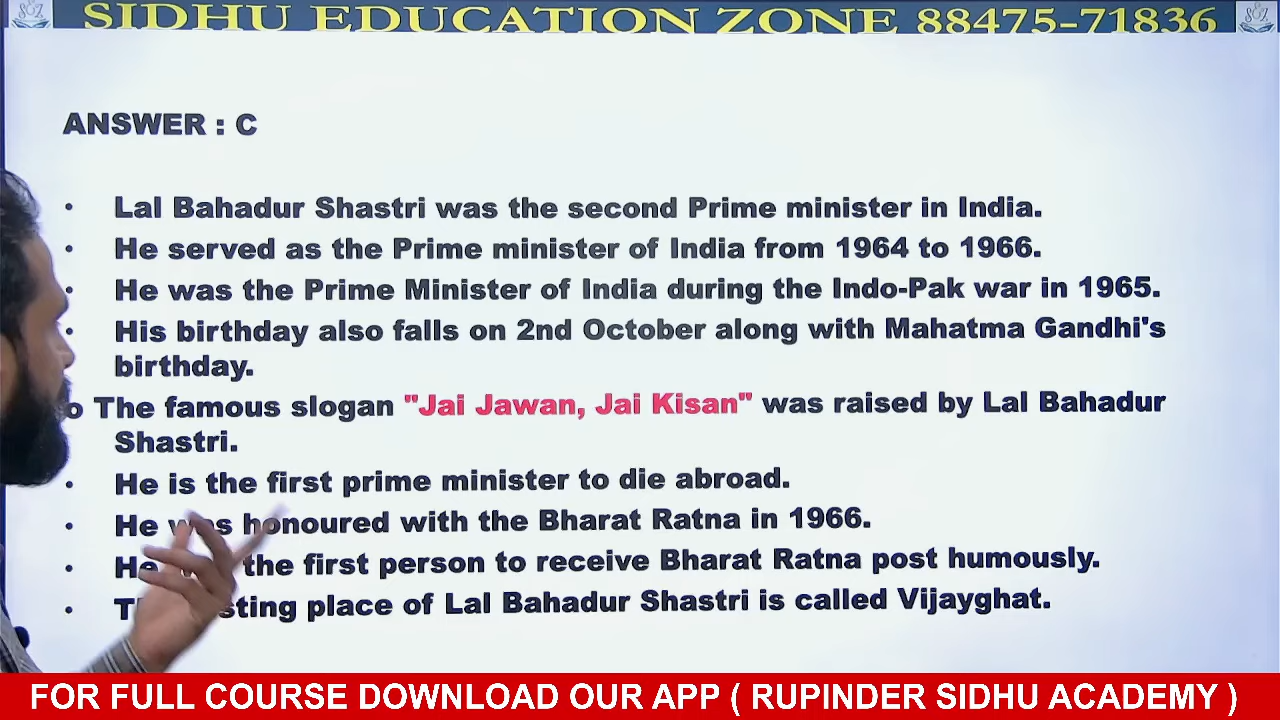 SIDHU EDUCATION ZONE 88475-71836
ANSWER : C
• Lal Bahadur Shastri was the second Prime minister in India.
• He served as the Prime minister of India from 1964 to 1966.
• He was the Prime Minister of India during the Indo-Pak war in 1965.
• His birthday also falls on 2nd October along with Mahatma Gandhi's
birthday.
o The famous slogan "Jai Jawan, Jai Kisan" was raised by Lal Bahadur
Shastri.
• He is the first prime minister to die abroad.
• He was honoured with the Bharat Ratna in 1966.
• He the first person to receive Bharat Ratna post humously.
• place of Lal Bahadur Shastri is called Vijayghat.
FOR FULL COURSE DOWNLOAD OUR APP ( RUPINDER SIDHU ACADEMY )